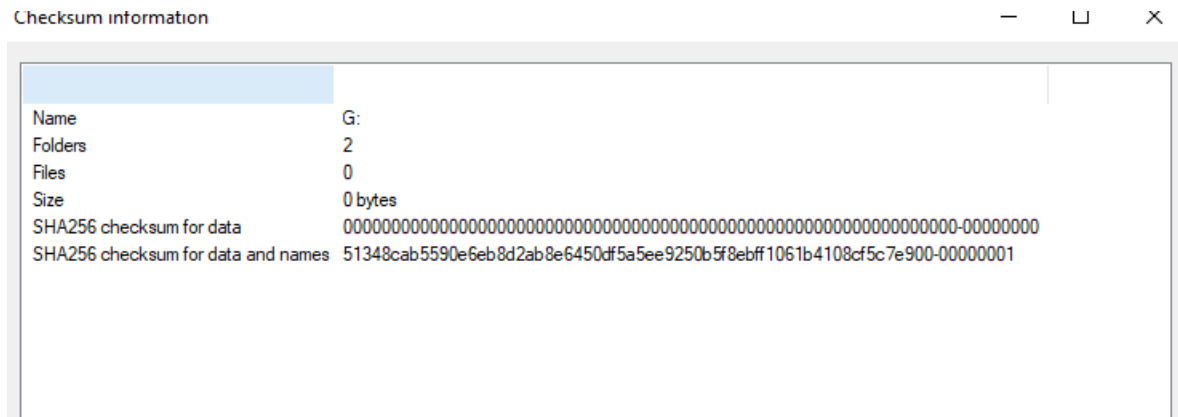 Checksum information
Name G:
Folders 2
Files 0
Size 0 bytes
SHA256 checksum for data 0000000000000000000000000000000000000000000000000000000000000000-00000000
SHA256 checksum for data and names 51348cab5590e6eb8d2ab8e6450df5a5ee9250b5f8ebff1061b4108cf5c7e900-00000001